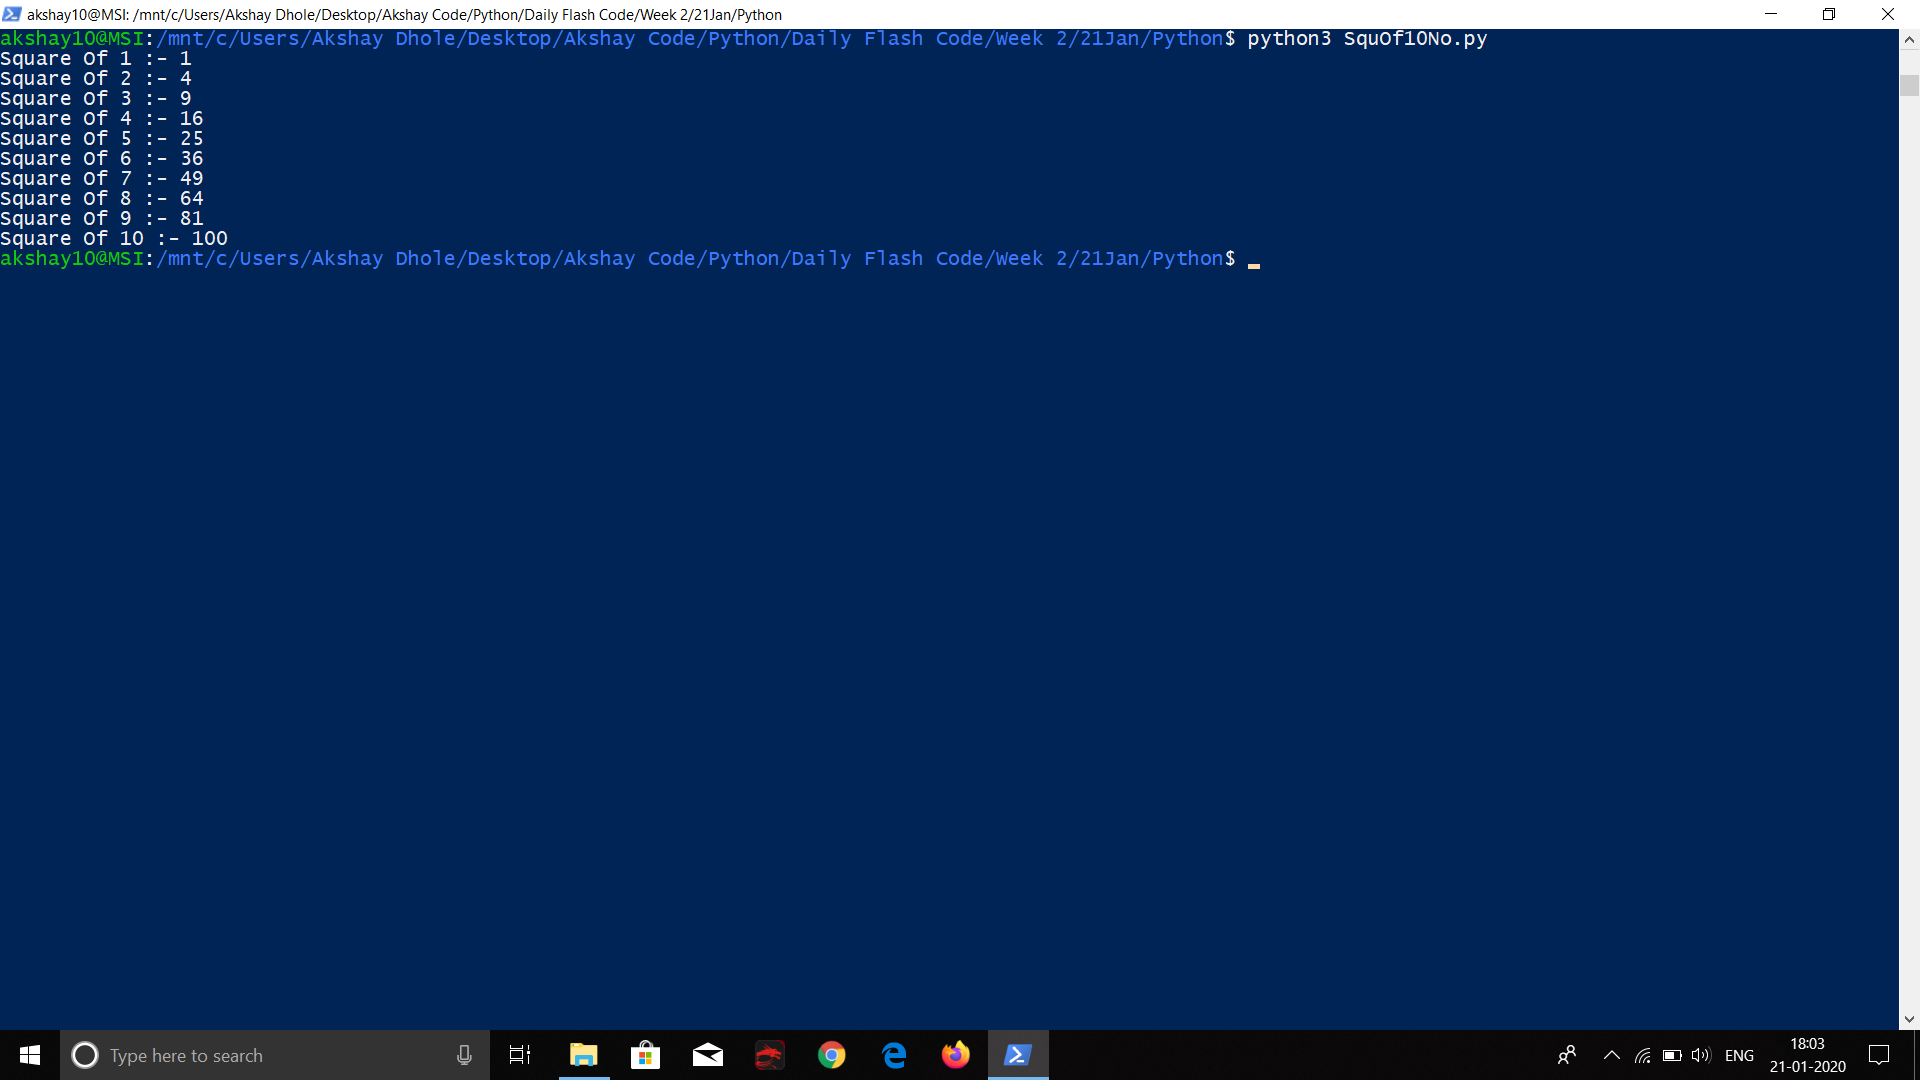 akshay10@MSI: /mnt/c/Users/Akshay Dhole/Desktop/Akshay Code/Python/Daily Flash Code/Week 2/21Jan/Python
akshay10@MSI:/mnt/c/Users/Akshay Dhole/Desktop/Akshay Code/Python/Daily Flash Code/Week 2/21Jan/Python$ python3 SquOf10No.py
Square Of 1 :- 1
Square Of 2 :- 4
Square Of 3 :- 9
Square Of 4 :- 16
Square Of 5 :- 25
Square Of 6 :- 36
Square Of 7 :- 49
Square Of 8 :- 64
Square Of 9 :- 81
Square Of 10 :- 100
akshay10@MSI:/mnt/c/Users/Akshay Dhole/Desktop/Akshay Code/Python/Daily Flash Code/Week 2/21Jan/Python$
Type here to search
ENG
18:03
21-01-2020